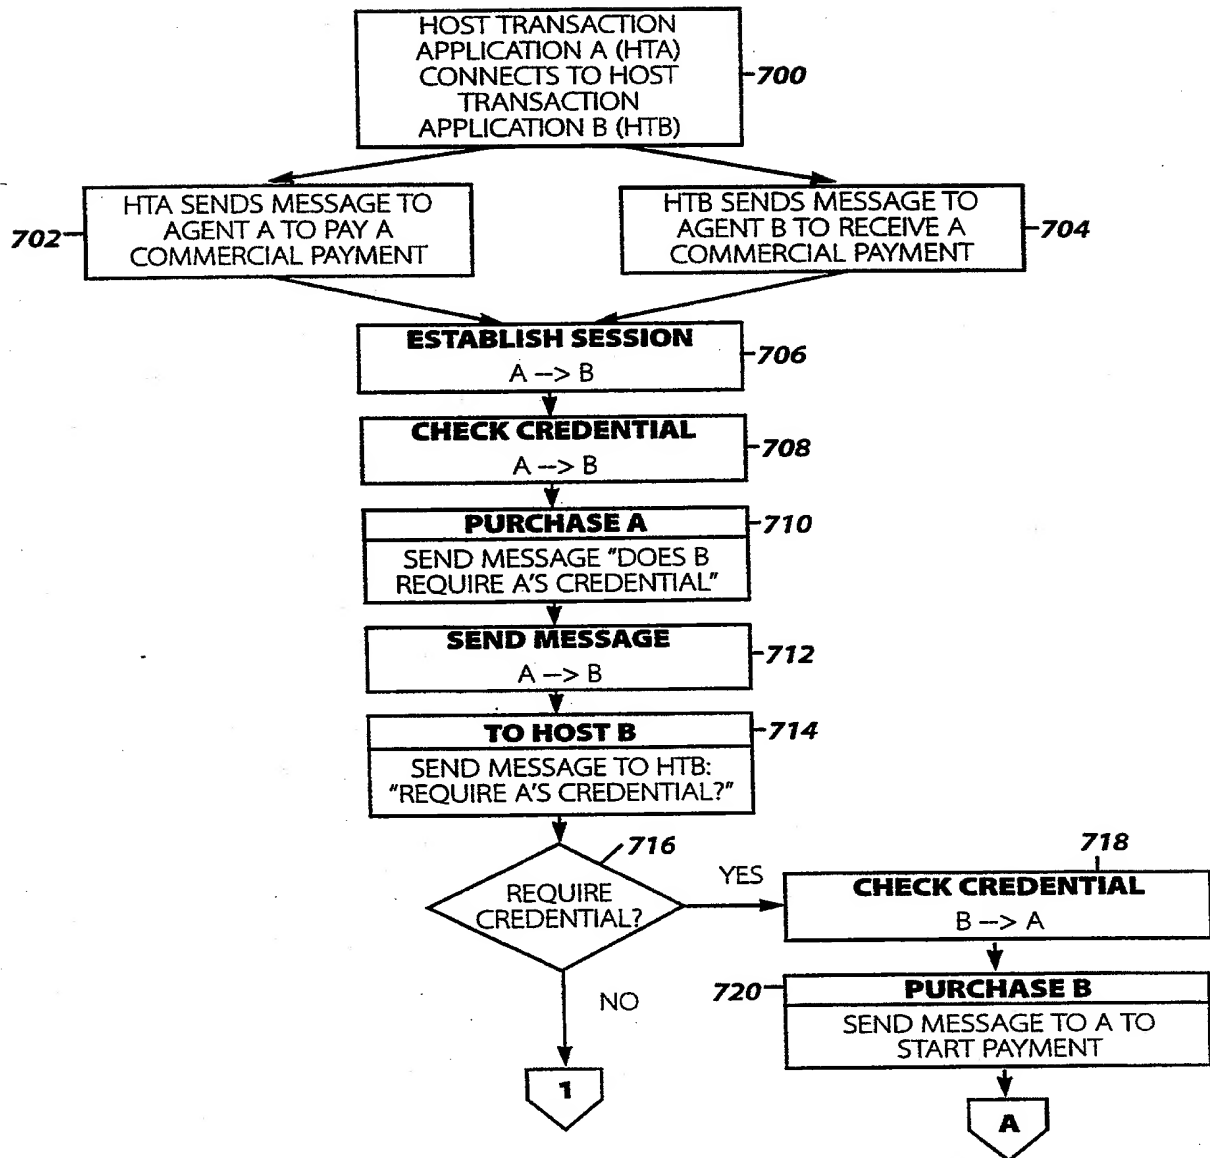 HOST TRANSACTION
APPLICATION A (HTA)
CONNECTS TO HOST
TRANSACTION
APPLICATION B (HTB)
700
HTA SENDS MESSAGE TO
AGENT A TO PAY A
COMMERCIAL PAYMENT
702
HTB SENDS MESSAGE TO
AGENT B TO RECEIVE A
COMMERCIAL PAYMENT
704
ESTABLISH SESSION
A --> B
706
CHECK CREDENTIAL
A --> B
708
PURCHASE A
710
SEND MESSAGE "DOES B
REQUIRE A'S CREDENTIAL"
SEND MESSAGE
A --> B
712
TO HOST B
714
SEND MESSAGE TO HTB:
"REQUIRE A'S CREDENTIAL?"
716
REQUIRE
CREDENTIAL?
YES
NO
1
718
CHECK CREDENTIAL
B --> A
720
PURCHASE B
SEND MESSAGE TO A TO
START PAYMENT
A